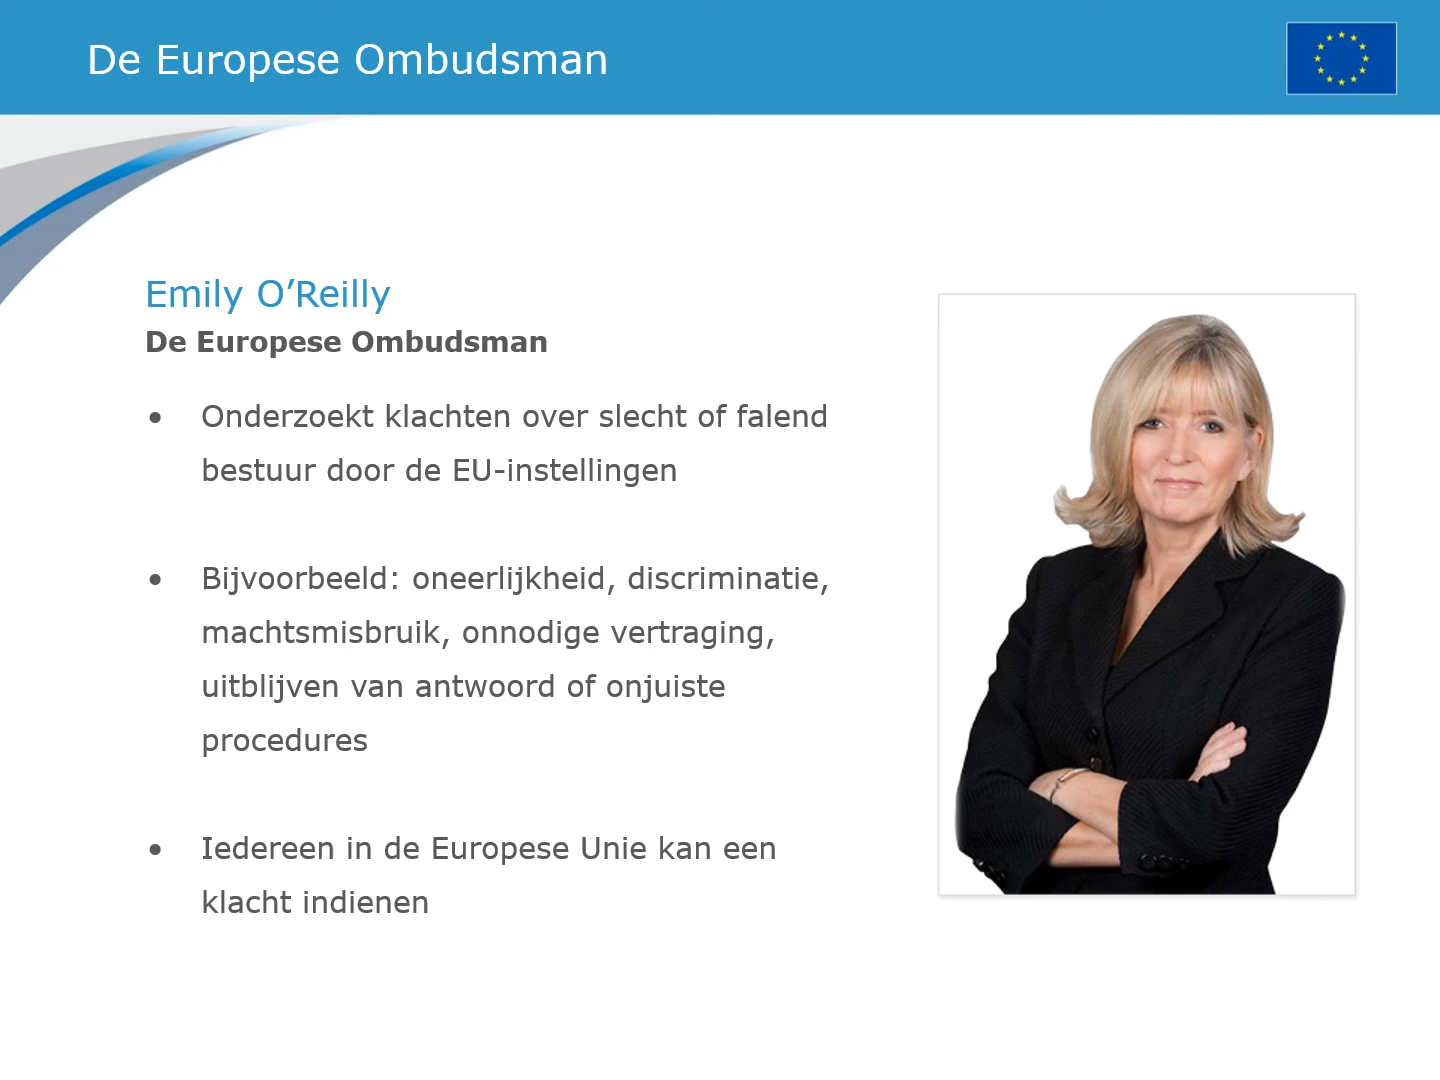 De Europese Ombudsman
Emily O’Reilly
De Europese Ombudsman
• Onderzoekt klachten over slecht of falend
bestuur door de EU-instellingen
• Bijvoorbeeld: oneerlijkheid, discriminatie,
machtsmisbruik, onnodige vertraging,
uitblijven van antwoord of onjuiste
procedures
• Iedereen in de Europese Unie kan een
klacht indienen